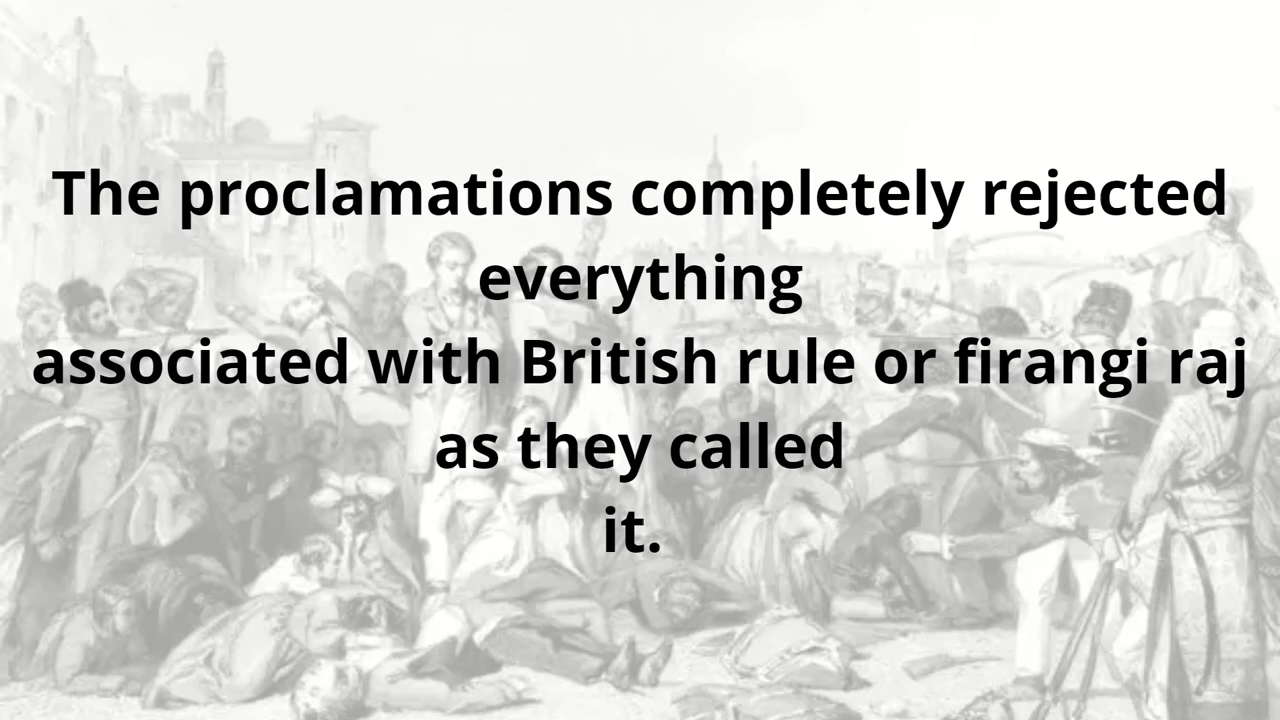 The proclamations completely rejected
everything
associated with British rule or firangi raj
as they called
it.